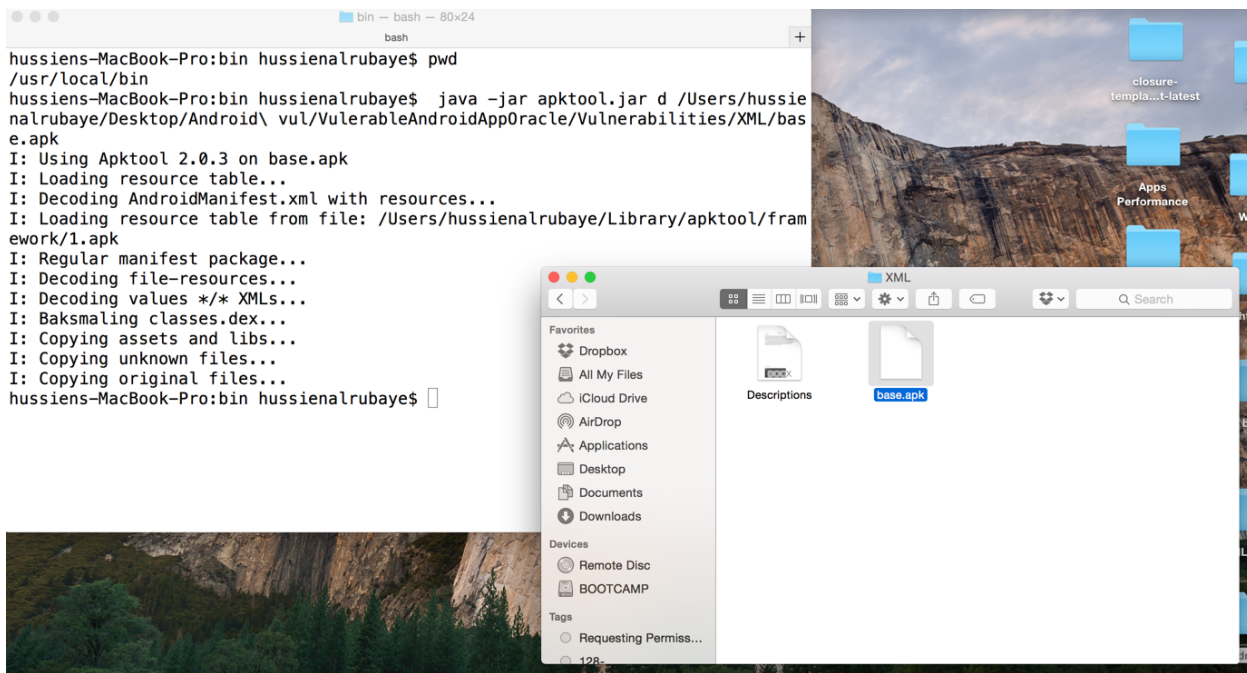 bin — bash — 80×24
bash
+
hussiens-MacBook-Pro:bin hussienalrubaye$ pwd
/usr/local/bin
hussiens-MacBook-Pro:bin hussienalrubaye$  java -jar apktool.jar d /Users/hussie
nalrubaye/Desktop/Android\ vul/VulerableAndroidAppOracle/Vulnerabilities/XML/bas
e.apk
I: Using Apktool 2.0.3 on base.apk
I: Loading resource table...
I: Decoding AndroidManifest.xml with resources...
I: Loading resource table from file: /Users/hussienalrubaye/Library/apktool/fram
ework/1.apk
I: Regular manifest package...
I: Decoding file-resources...
I: Decoding values */* XMLs...
I: Baksmaling classes.dex...
I: Copying assets and libs...
I: Copying unknown files...
I: Copying original files...
hussiens-MacBook-Pro:bin hussienalrubaye$
closure-
templa...t-latest
Apps
Performance
XML
Search
Favorites
Dropbox
All My Files
iCloud Drive
AirDrop
Applications
Desktop
Documents
Downloads
Devices
Remote Disc
BOOTCAMP
Tags
Requesting Permiss...
128-
Descriptions
base.apk